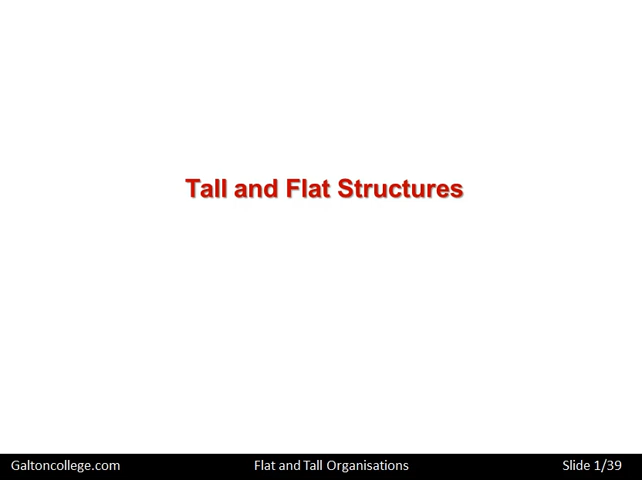 Tall and Flat Structures
Galtoncollege.com Flat and Tall Organisations Slide 1/39